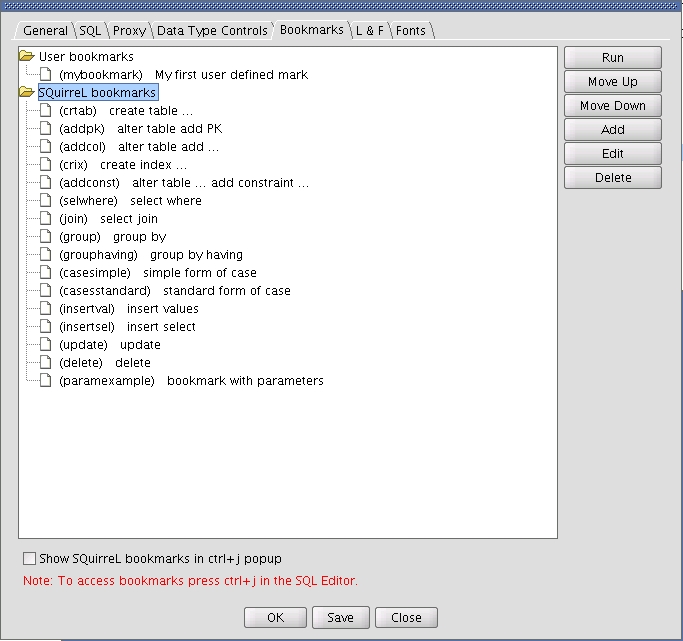 General SQL Proxy Data Type Controls Bookmarks L & F Fonts
User bookmarks
(mybookmark) My first user defined mark
SQuirreL bookmarks
(crtab) create table ...
(addpk) alter table add PK
(addcol) alter table add ...
(crix) create index ...
(addconst) alter table ... add constraint ...
(selwhere) select where
(join) select join
(group) group by
(grouphaving) group by having
(casesimple) simple form of case
(casesstandard) standard form of case
(insertval) insert values
(insertsel) insert select
(update) update
(delete) delete
(paramexample) bookmark with parameters
Run
Move Up
Move Down
Add
Edit
Delete
Show SQuirreL bookmarks in ctrl+j popup
Note: To access bookmarks press ctrl+j in the SQL Editor.
OK Save Close